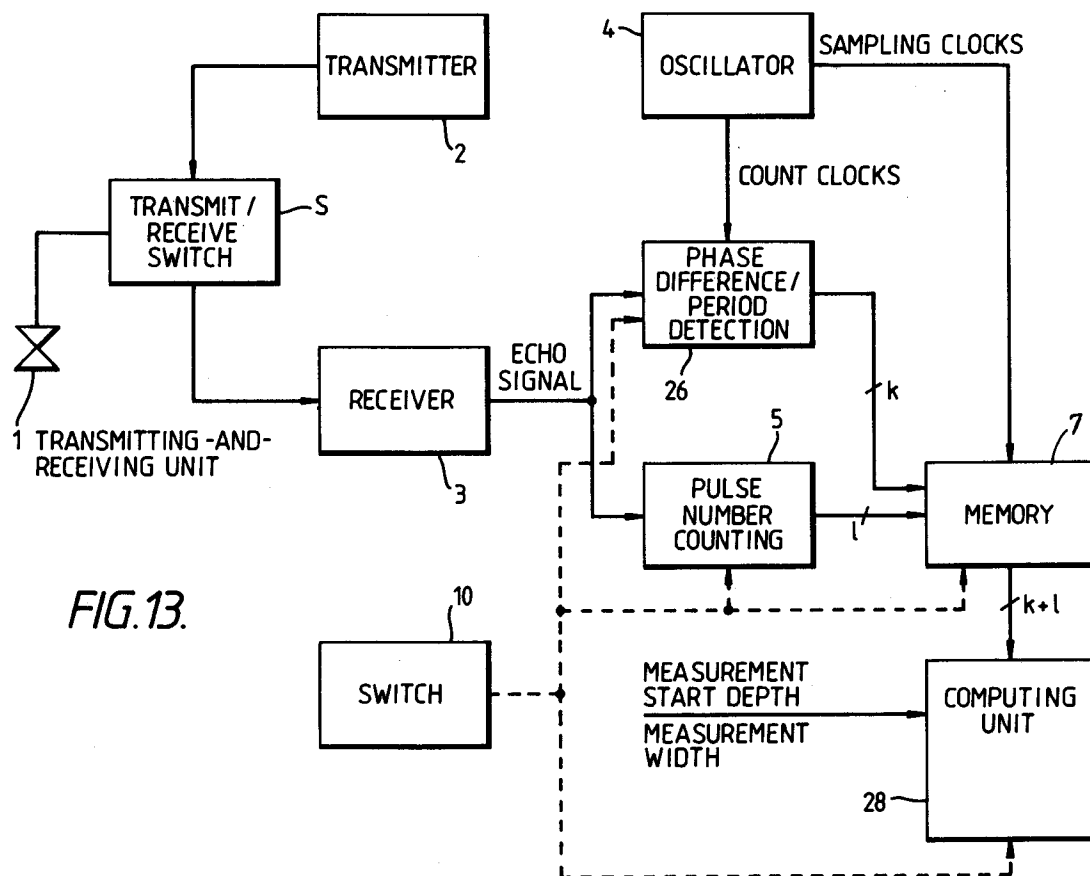 TRANSMITTER
2
4
OSCILLATOR
SAMPLING CLOCKS
COUNT CLOCKS
TRANSMIT /
RECEIVE
SWITCH
S
PHASE
DIFFERENCE/
PERIOD
DETECTION
26
k
1 TRANSMITTING-AND-
RECEIVING UNIT
RECEIVER
3
ECHO
SIGNAL
5
PULSE
NUMBER
COUNTING
l
7
MEMORY
k+l
FIG.13.
10
SWITCH
MEASUREMENT
START DEPTH
MEASUREMENT
WIDTH
COMPUTING
UNIT
28